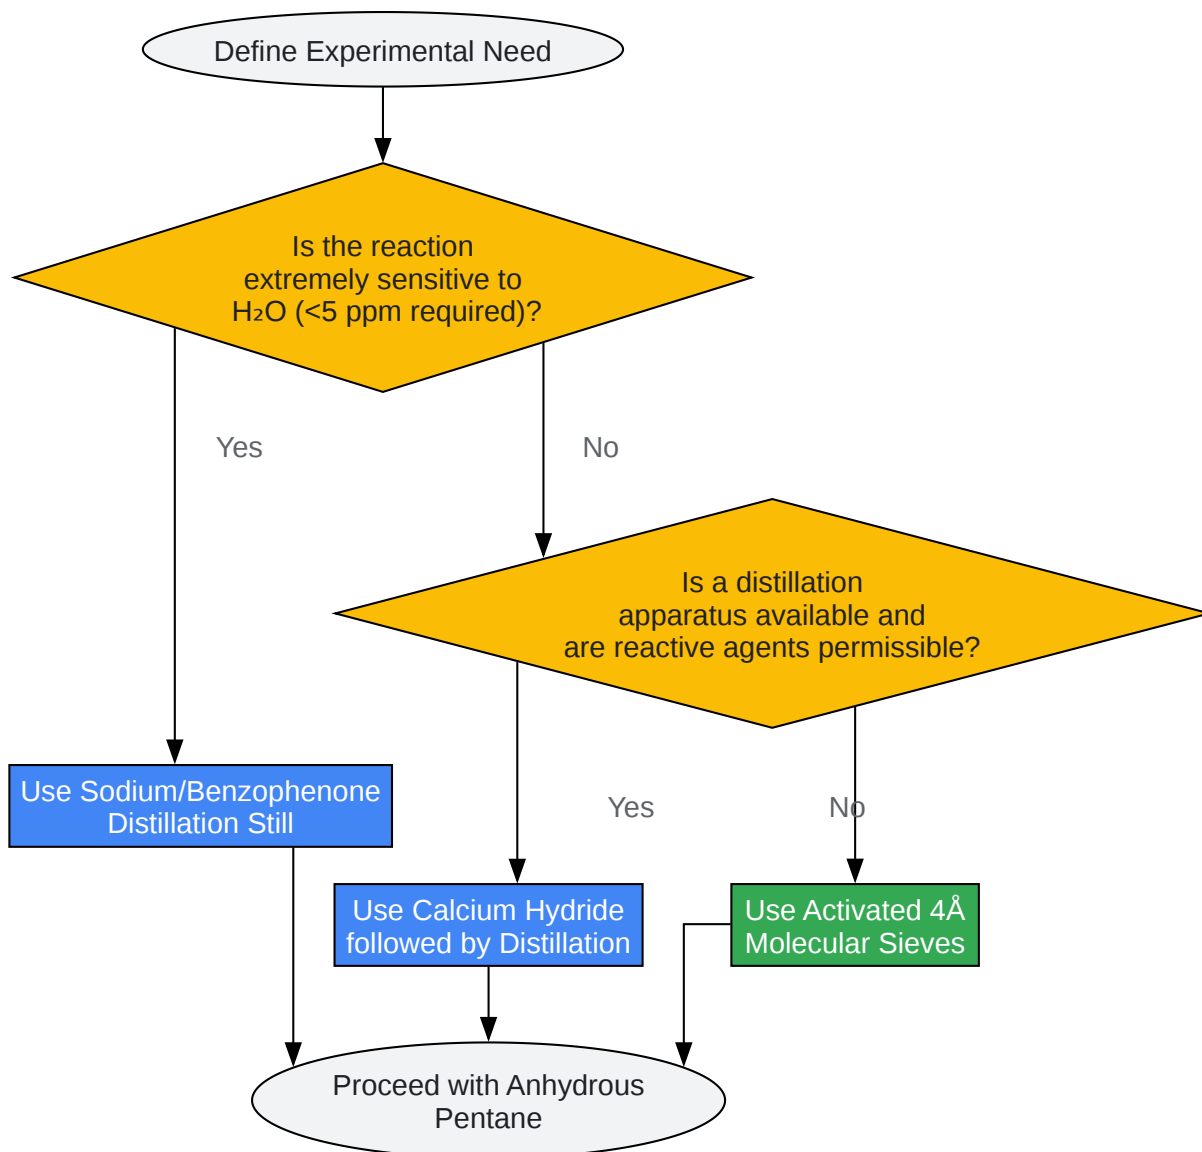 Define Experimental Need
Is the reaction
extremely sensitive to
H₂O (<5 ppm required)?
Yes
No
Is a distillation
apparatus available and
are reactive agents permissible?
Use Sodium/Benzophenone
Distillation Still
Yes
No
Use Calcium Hydride
followed by Distillation
Use Activated 4Å
Molecular Sieves
Proceed with Anhydrous
Pentane